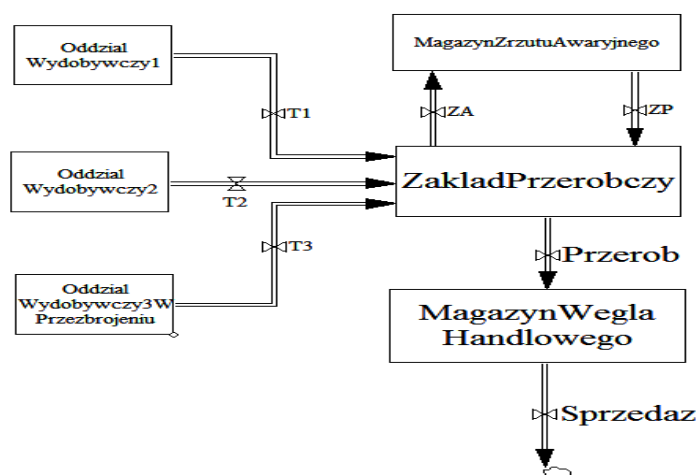 Oddzial
Wydobywczy1
MagazynZrzutuAwaryjnego
T1
ZA
ZP
Oddzial
Wydobywczy2
T2
ZakladPrzerobczy
T3
Przerob
Oddzial
Wydobywczy3W
Przezbrojeniu
MagazynWegla
Handlowego
Sprzedaz